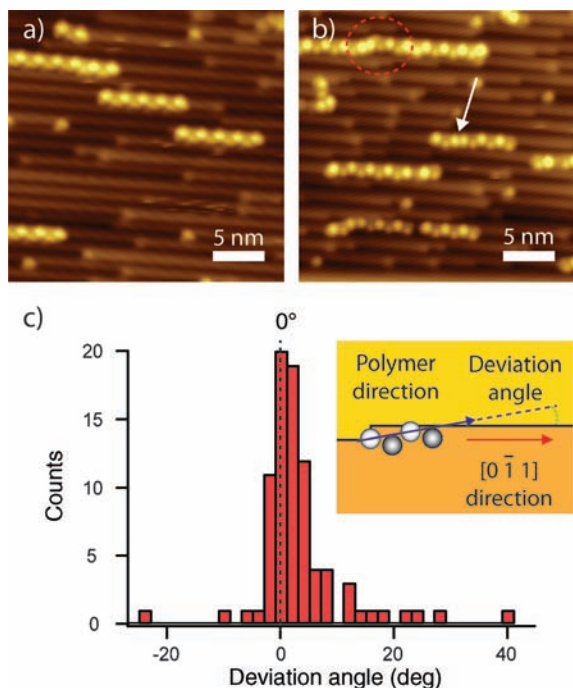 a)
b)
5 nm
5 nm
c)
0°
20
15
10
5
0
Counts
Polymer
direction
Deviation
angle
[0 1̄ 1]
direction
-20
0
20
40
Deviation angle (deg)